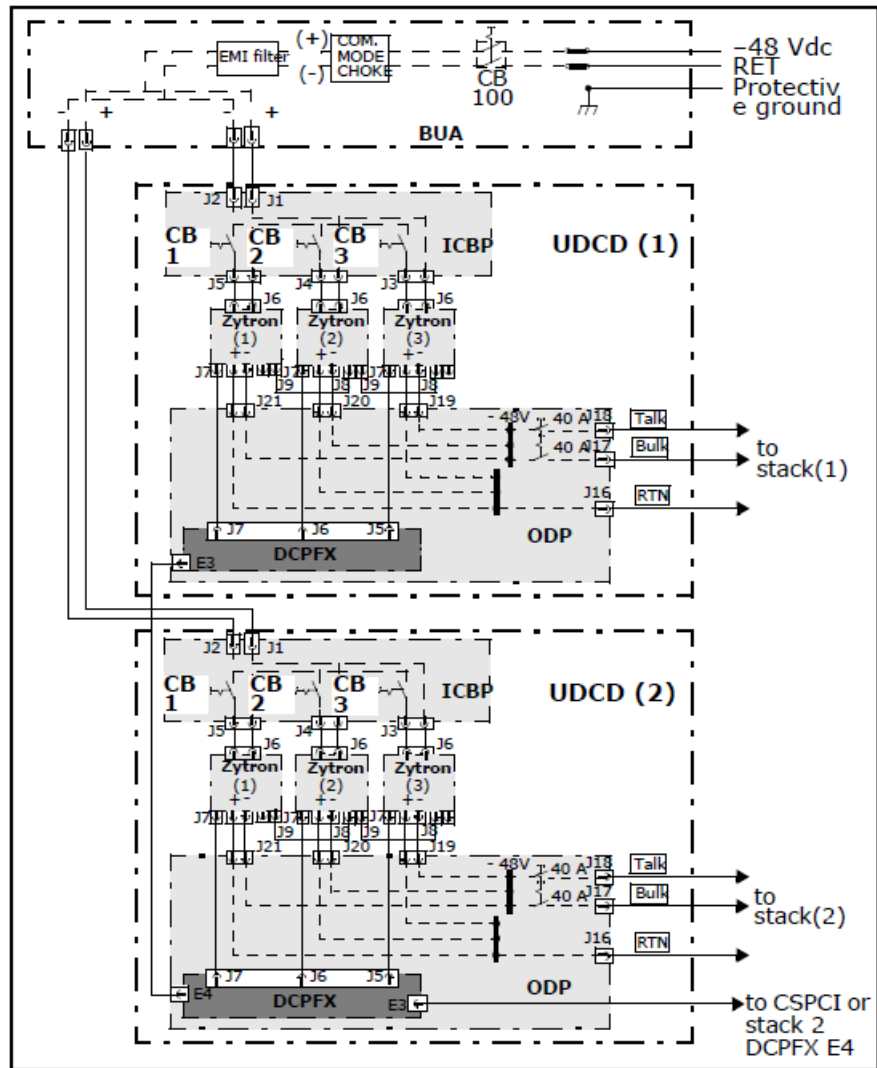 EMI filter
(+)
(-)
COM.
MODE
CHOKE
CB
100
–48 Vdc
RET
Protectiv
e ground
- + - +
BUA
J2 J1
CB
1
CB
2
CB
3
ICBP
UDCD (1)
J5 J4 J3
J6 J6 J6
Zytron
(1)
+-
Zytron
(2)
+-
Zytron
(3)
+-
J7 J7 J7
J9 J8 J9 J8
J21 J20 J19
- 48V
40 A J18 Talk
40 A J17 Bulk
to
stack(1)
J16 RTN
J7 J6 J5
DCPFX
E3
ODP
J2 J1
CB
1
CB
2
CB
3
ICBP
UDCD (2)
J5 J4 J3
J6 J6 J6
Zytron
(1)
+-
Zytron
(2)
+-
Zytron
(3)
+-
J7 J7 J7
J9 J8 J9 J8
J21 J20 J19
- 48V
40 A J18 Talk
40 A J17 Bulk
to
stack(2)
J16 RTN
J7 J6 J5
E4 DCPFX E3
ODP
to CSPCI or
stack 2
DCPFX E4